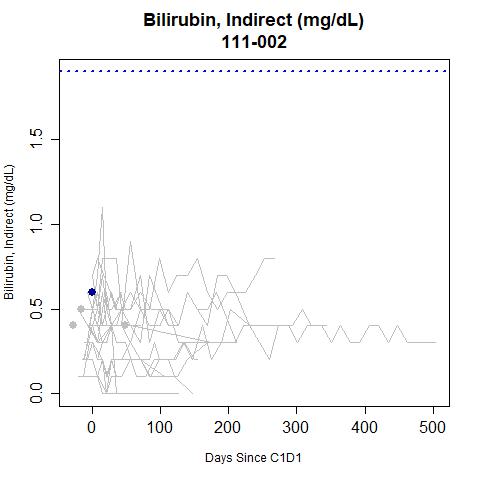 Bilirubin, Indirect (mg/dL)
111-002
Bilirubin, Indirect (mg/dL)
1.5
1.0
0.5
0.0
0 100 200 300 400 500
Days Since C1D1